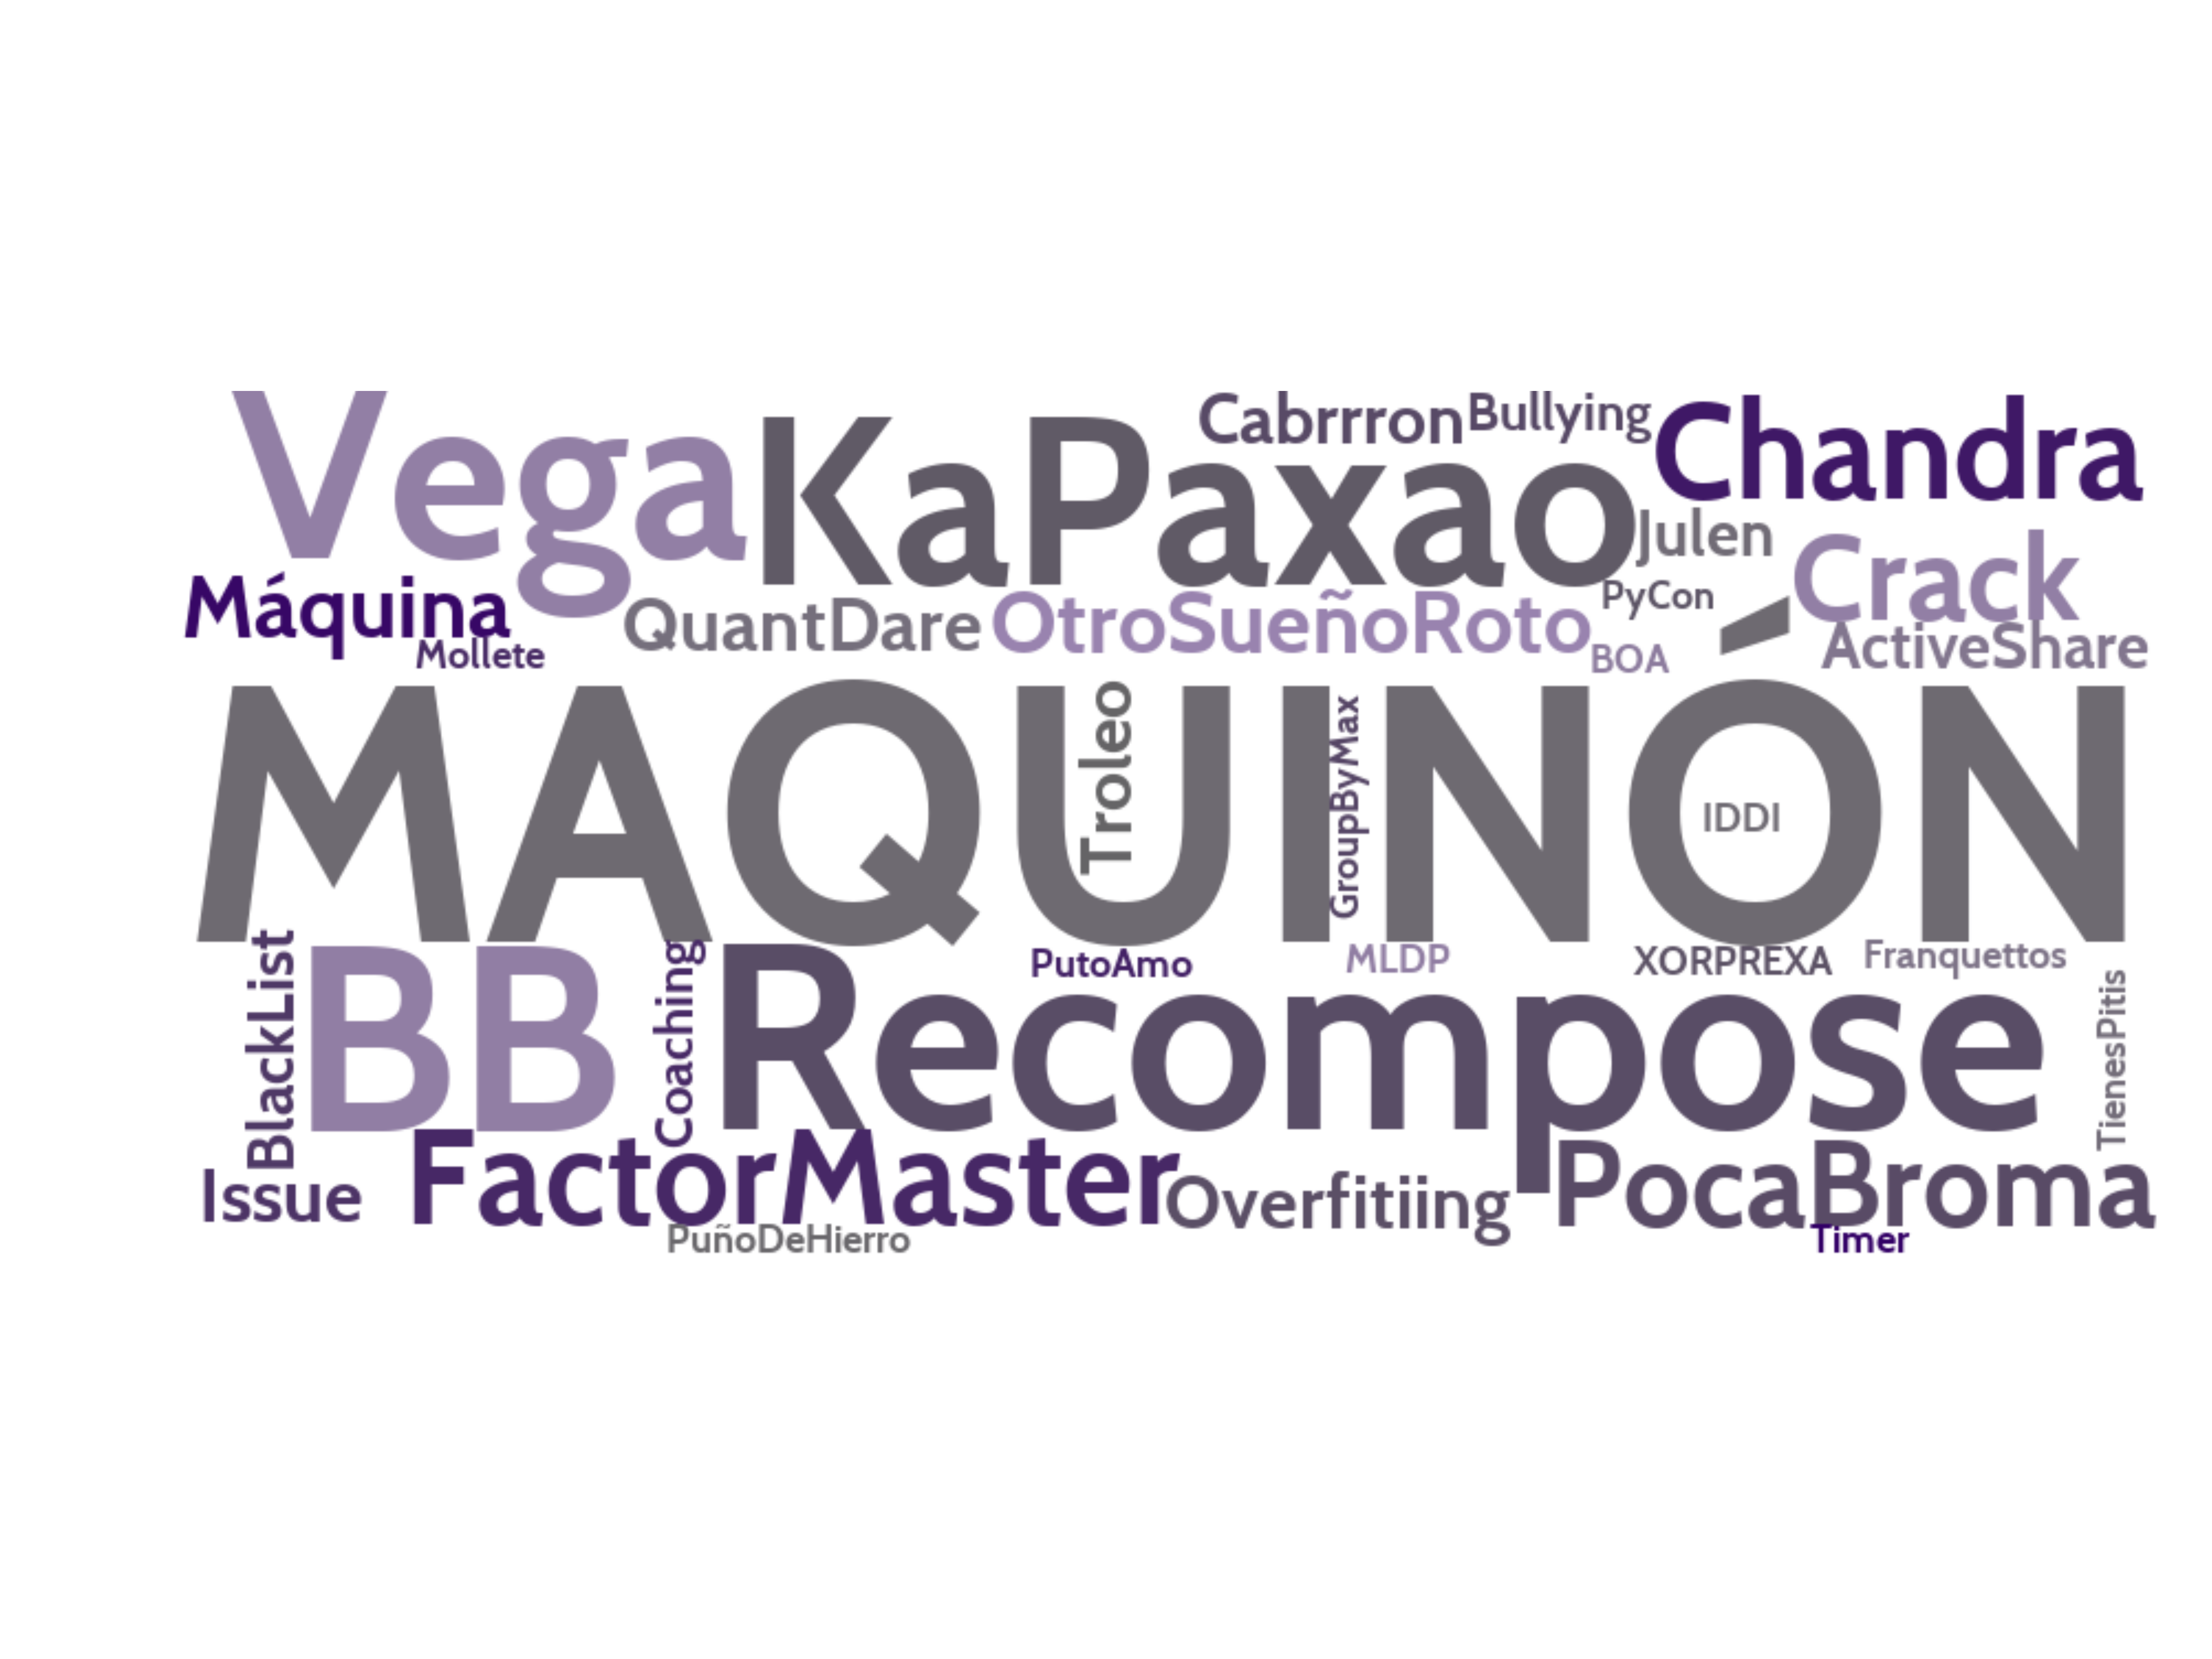 Vega
KaPaxao
Cabrrron
Bullying
Chandra
Julen
Crack
Máquina
Mollete
QuantDare
OtroSueñoRoto
PyCon
BOA
ActiveShare
MAQUINÓN
Troleo
GroupByMax
IDDI
BlackList
BB
Coaching
Recompose
PutoAmo
MLDP
XORPREXA
Franquettos
TienesPitis
Issue
FactorMaster
Overfitiing
PocaBroma
PuñoDeHierro
Timer